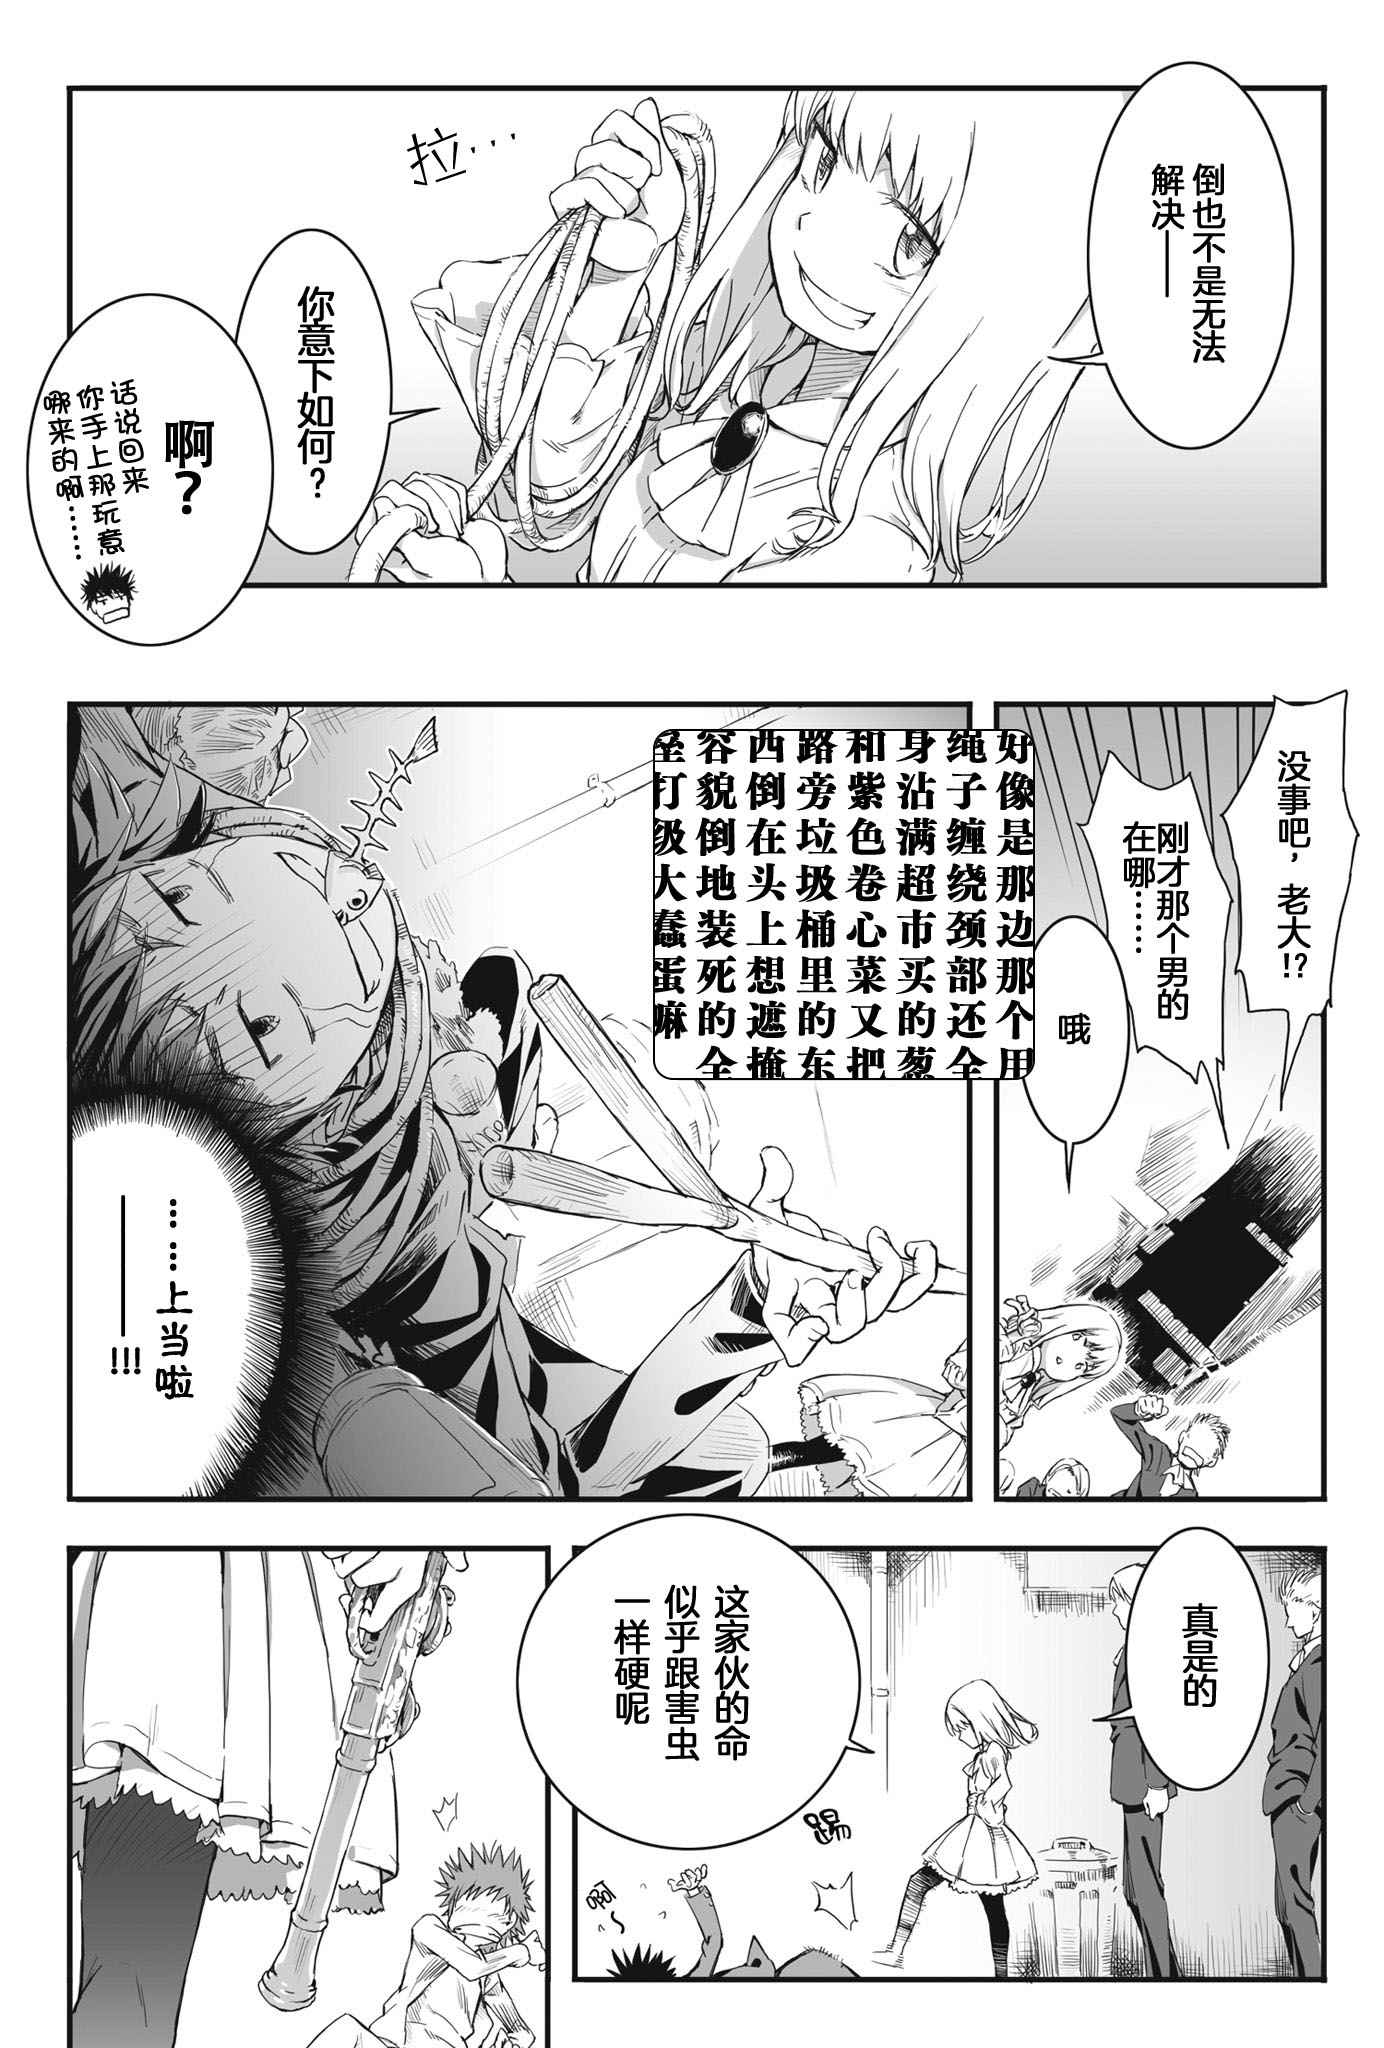 倒也不是无法
解决——
拉…
你意下如何？
啊？
话说回来
你手上那玩意
哪来的啊……
没事吧，老大!?
刚才那个男的
在哪……
哦
好像是那边那个用
绳子缠绕颈部还全
身沾满超市买的葱
和紫色卷心菜又把
路旁垃圾桶里的东
西倒在头上想遮掩
容貌倒地装死的全
圣打级大蠢蛋嘛
……上当啦
——!!!
真是的
这家伙的命
似乎跟害虫
一样硬呢
踢
啊～